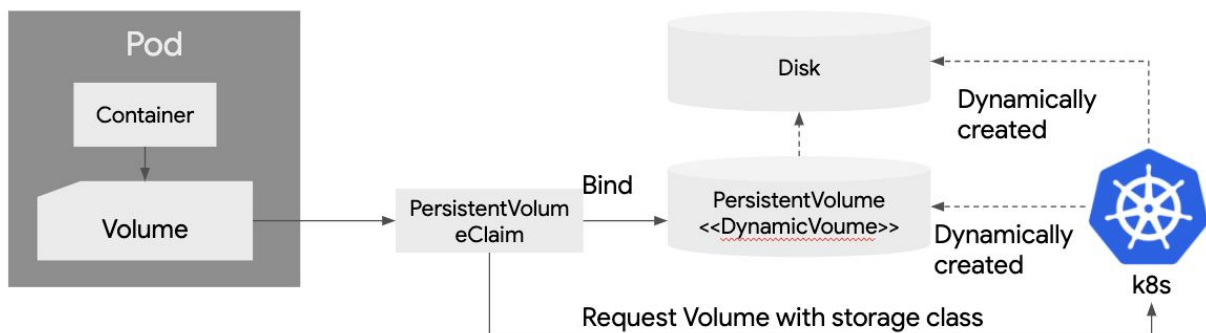 Pod
Container
Volume
PersistentVolum
eClaim
Bind
Disk
PersistentVolume
<<DynamicVoume>>
Dynamically
created
Dynamically
created
k8s
Request Volume with storage class